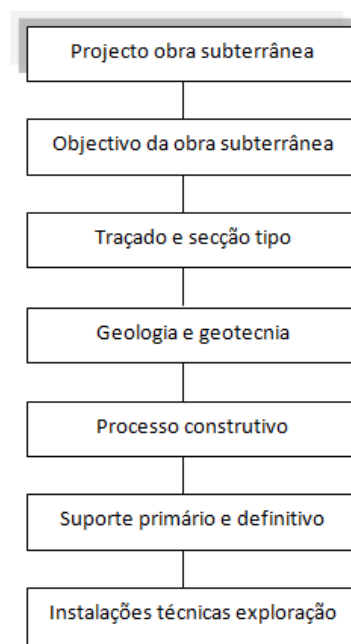 Projecto obra subterrânea
Objectivo da obra subterrânea
Traçado e secção tipo
Geologia e geotecnia
Processo construtivo
Suporte primário e definitivo
Instalações técnicas exploração